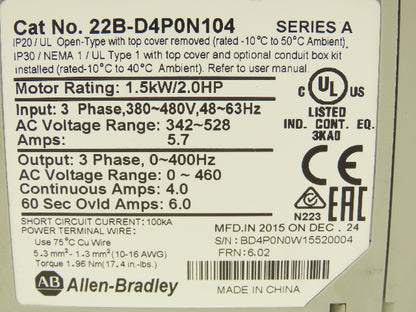 Cat No. 22B-D4P0N104 SERIES A
IP20 / UL Open-Type with top cover removed (rated -10°C to 50°C Ambient).
IP30 / NEMA 1 / UL Type 1 with top cover and optional conduit box kit
installed (rated-10°C to 40°C Ambient). Refer to user manual.
Motor Rating: 1.5kW/2.0HP
Input: 3 Phase,380~480V,48~63Hz
AC Voltage Range: 342~528
Amps: 5.7
Output: 3 Phase, 0~400Hz
AC Voltage Range: 0 ~ 460
Continuous Amps: 4.0
60 Sec Ovld Amps: 6.0
C UL US
LISTED
IND. CONT. EQ.
3KA0
CE
N223
EAC
SHORT CIRCUIT CURRENT: 100kA
POWER TERMINAL WIRE:
Use 75°C Cu Wire
5.3 mm² - 1.3 mm² (10-16 AWG)
Torque 1.96 Nm(17.4 in.-lbs.)
MFD.IN 2015 ON DEC . 24
S/N : BD4P0N0W15520004
FRN : 6.02
AB Allen-Bradley
MADE IN CHINA